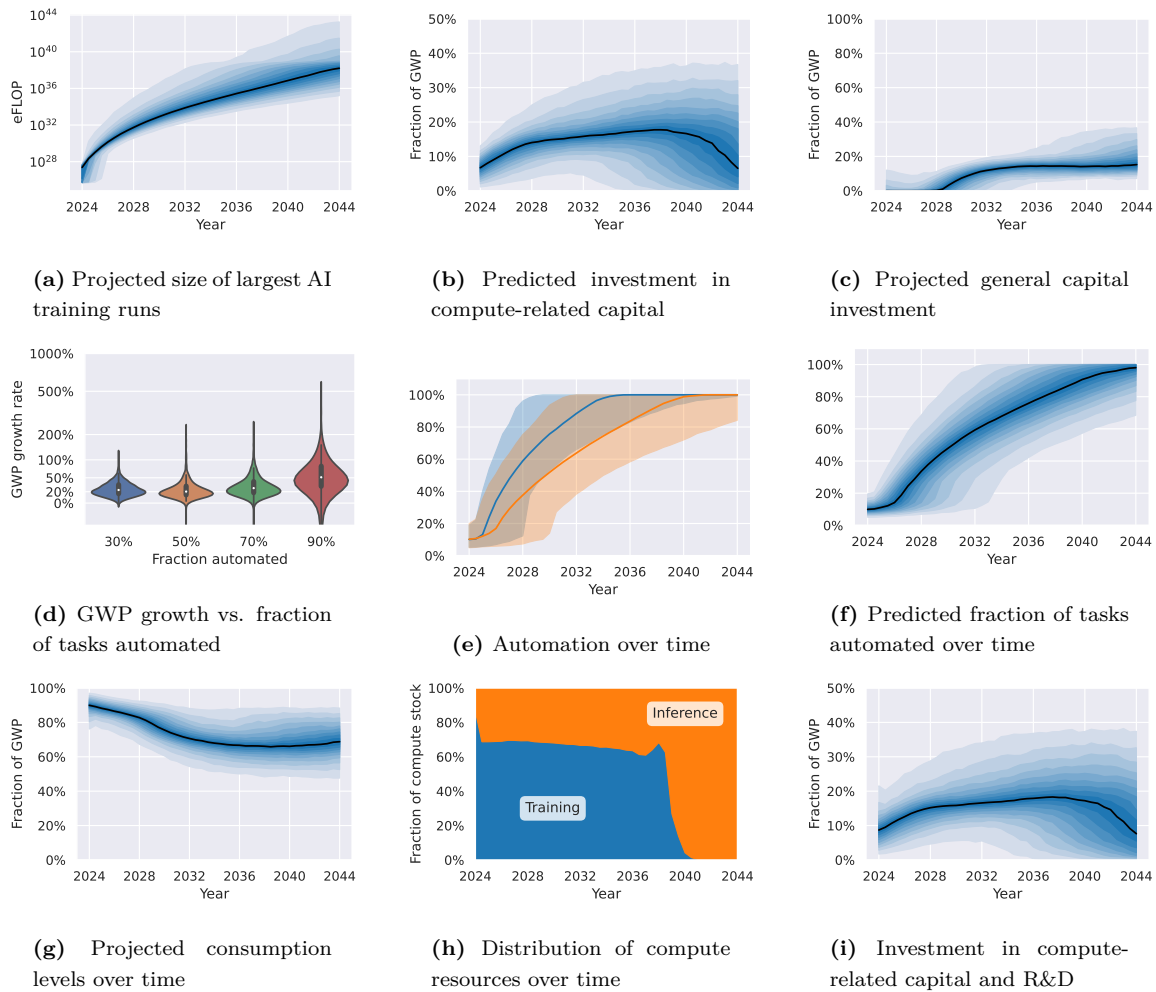 10^44
10^40
10^36
10^32
10^28
eFLOP
2024 2028 2032 2036 2040 2044
Year
(a) Projected size of largest AI
training runs
50%
40%
30%
20%
10%
0%
Fraction of GWP
2024 2028 2032 2036 2040 2044
Year
(b) Predicted investment in
compute-related capital
100%
80%
60%
40%
20%
0%
Fraction of GWP
2024 2028 2032 2036 2040 2044
Year
(c) Projected general capital
investment
1000%
500%
200%
100%
50%
20%
0%
GWP growth rate
30% 50% 70% 90%
Fraction automated
(d) GWP growth vs. fraction
of tasks automated
100%
80%
60%
40%
20%
0%
2024 2028 2032 2036 2040 2044
Year
(e) Automation over time
100%
80%
60%
40%
20%
0%
2024 2028 2032 2036 2040 2044
Year
(f) Predicted fraction of tasks
automated over time
100%
80%
60%
40%
20%
0%
Fraction of GWP
2024 2028 2032 2036 2040 2044
Year
(g) Projected consumption
levels over time
100%
80%
60%
40%
20%
0%
Fraction of compute stock
Inference
Training
2024 2028 2032 2036 2040 2044
Year
(h) Distribution of compute
resources over time
50%
40%
30%
20%
10%
0%
Fraction of GWP
2024 2028 2032 2036 2040 2044
Year
(i) Investment in compute-
related capital and R&D